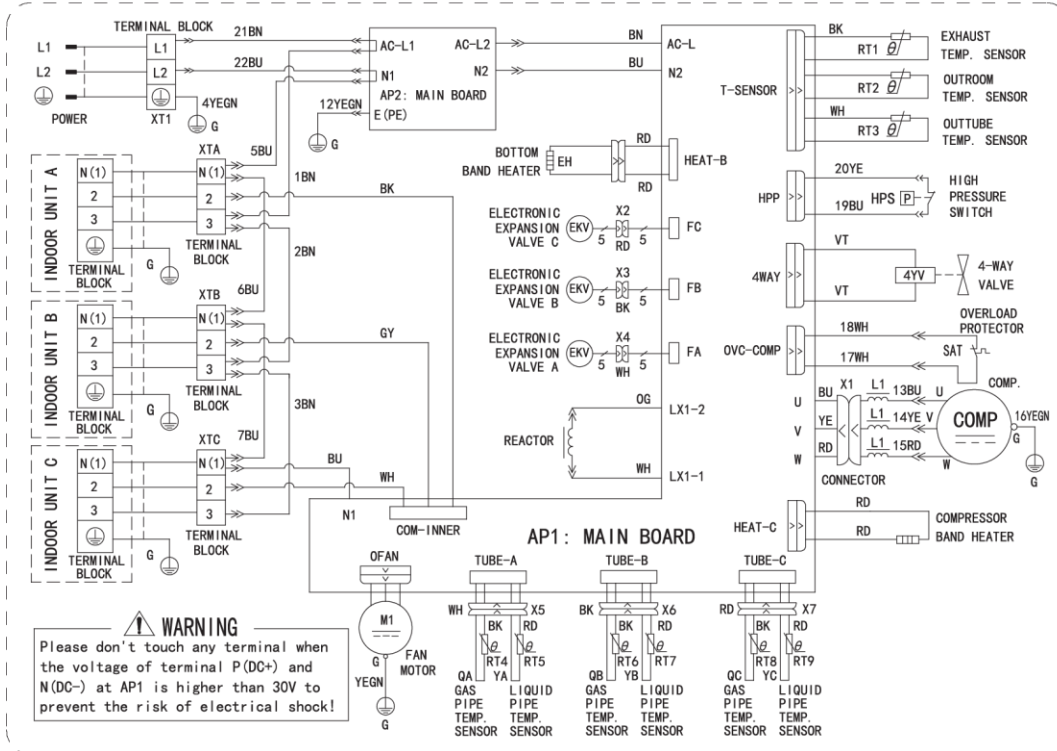 TERMINAL BLOCK
L1
L2
POWER
L1
L2
XT1
21BN
22BU
4YEGN
G
AC-L1
N1
AC-L2
N2
AP2: MAIN BOARD
E(PE)
12YEGN
G
BN
BU
AC-L
N2
T-SENSOR
BK
RT1
EXHAUST
TEMP. SENSOR
RT2
OUTROOM
TEMP. SENSOR
WH
RT3
OUTTUBE
TEMP. SENSOR
INDOOR UNIT A
N(1)
2
3
TERMINAL
BLOCK
G
XTA
N(1)
2
3
TERMINAL
BLOCK
5BU
1BN
BK
2BN
6BU
BOTTOM
BAND HEATER
EH
RD
RD
HEAT-B
HPP
20YE
19BU
HPS
P
HIGH
PRESSURE
SWITCH
ELECTRONIC
EXPANSION
VALVE C
EKV
5
X2
RD
5
FC
ELECTRONIC
EXPANSION
VALVE B
EKV
5
X3
BK
5
FB
ELECTRONIC
EXPANSION
VALVE A
EKV
5
X4
WH
5
FA
4WAY
VT
VT
4YV
4-WAY
VALVE
INDOOR UNIT B
N(1)
2
3
TERMINAL
BLOCK
G
XTB
N(1)
2
3
TERMINAL
BLOCK
GY
3BN
7BU
OVC-COMP
18WH
17WH
SAT
OVERLOAD
PROTECTOR
REACTOR
OG
WH
LX1-2
LX1-1
U
V
W
BU
YE
RD
X1
CONNECTOR
L1
13BU
U
L1
14YE
V
L1
15RD
W
COMP.
COMP
16YEGN
G
G
INDOOR UNIT C
N(1)
2
3
TERMINAL
BLOCK
G
XTC
N(1)
2
3
TERMINAL
BLOCK
BU
N1
WH
COM-INNER
AP1: MAIN BOARD
HEAT-C
RD
RD
COMPRESSOR
BAND HEATER
OFAN
M1
FAN
MOTOR
G
YEGN
G
TUBE-A
WH
X5
BK
RD
RT4
RT5
QA
YA
GAS
PIPE
TEMP.
SENSOR
LIQUID
PIPE
TEMP.
SENSOR
TUBE-B
BK
X6
BK
RD
RT6
RT7
QB
YB
GAS
PIPE
TEMP.
SENSOR
LIQUID
PIPE
TEMP.
SENSOR
TUBE-C
RD
X7
BK
RD
RT8
RT9
QC
YC
GAS
PIPE
TEMP.
SENSOR
LIQUID
PIPE
TEMP.
SENSOR
WARNING
Please don't touch any terminal when
the voltage of terminal P(DC+) and
N(DC-) at AP1 is higher than 30V to
prevent the risk of electrical shock!